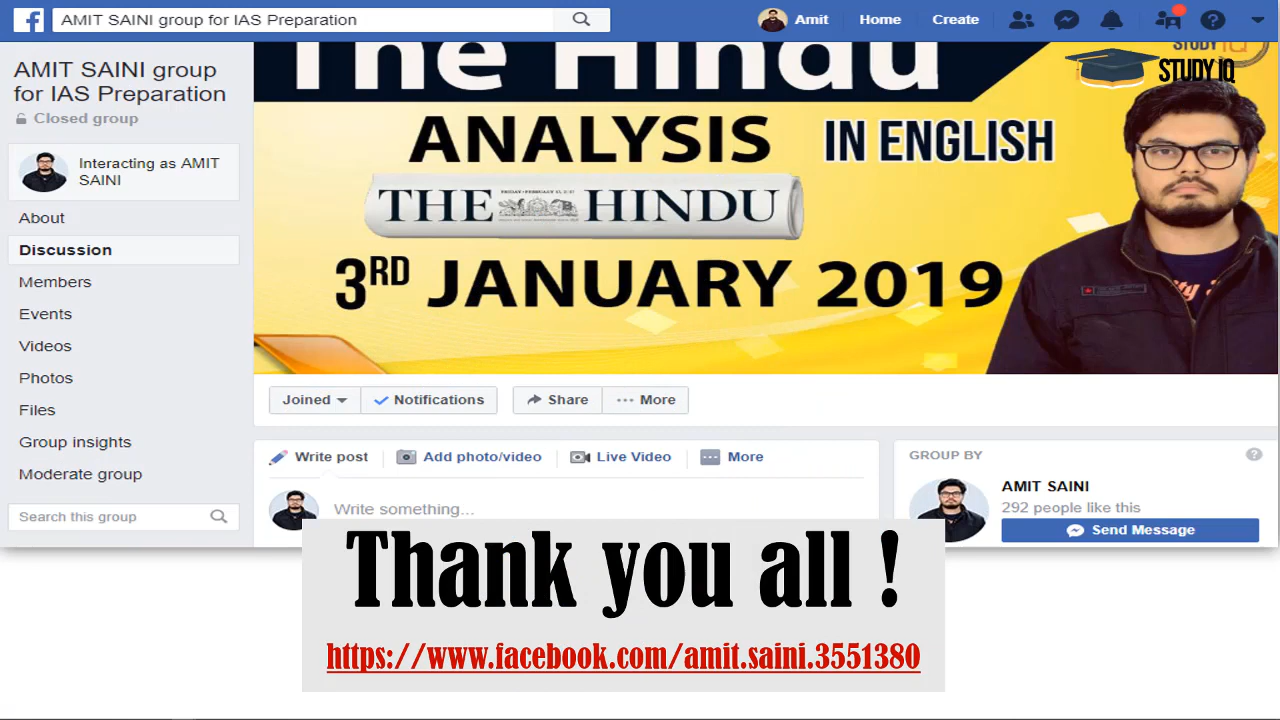 AMIT SAINI group for IAS Preparation
Amit
Home
Create
AMIT SAINI group
for IAS Preparation
Closed group
Interacting as AMIT
SAINI
About
Discussion
Members
Events
Videos
Photos
Files
Group insights
Moderate group
Search this group
The Hindu
STUDY IQ
STUDY IQ
ANALYSIS
IN ENGLISH
THE HINDU
3RD JANUARY 2019
Joined
Notifications
Share
More
Write post
Add photo/video
Live Video
More
Write something...
GROUP BY
AMIT SAINI
292 people like this
Send Message
Thank you all !
https://www.facebook.com/amit.saini.3551380